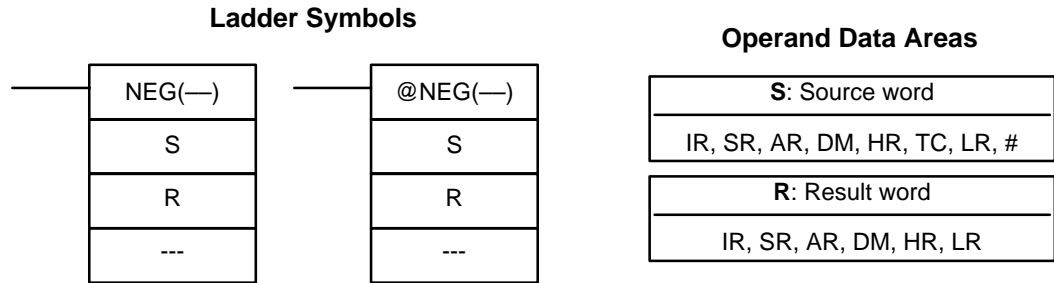 Ladder Symbols
NEG(––)
S
R
---
@NEG(––)
S
R
---
Operand Data Areas
S: Source word
IR, SR, AR, DM, HR, TC, LR, #
R: Result word
IR, SR, AR, DM, HR, LR